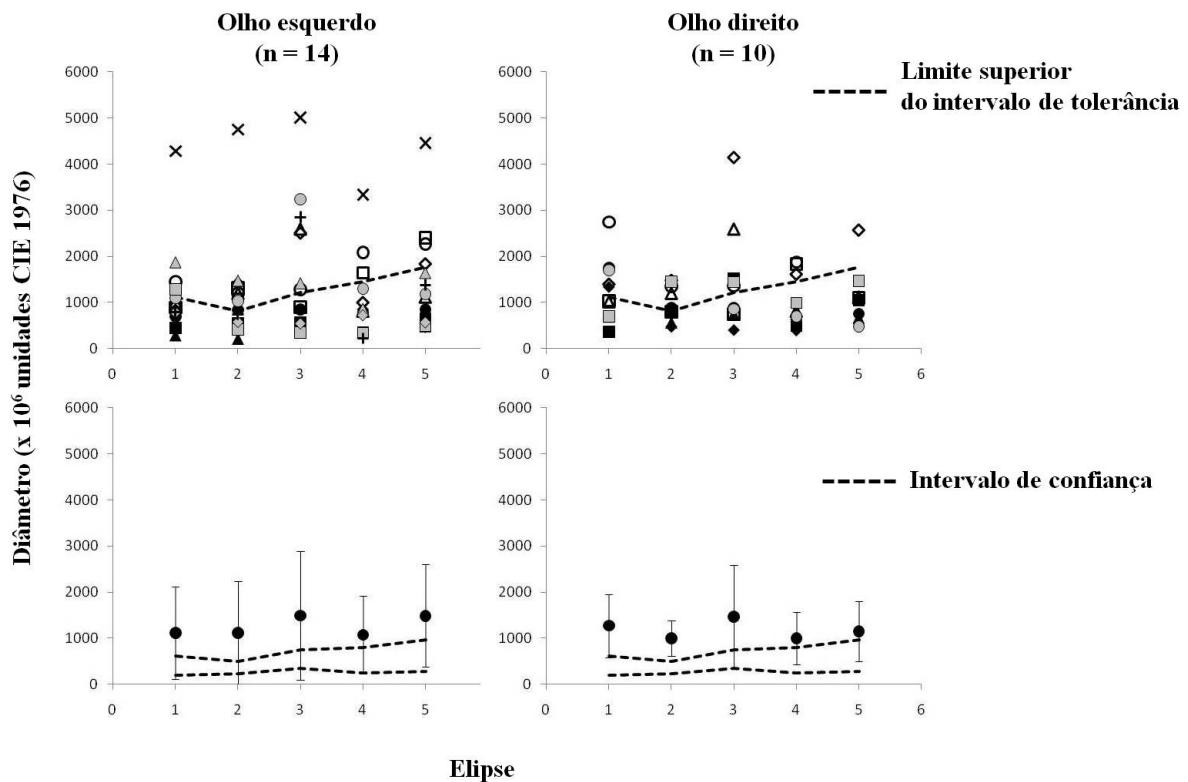 Olho esquerdo
(n = 14)
Olho direito
(n = 10)
Limite superior
do intervalo de tolerância
6000
5000
4000
3000
2000
1000
0
0 1 2 3 4 5
6000
5000
4000
3000
2000
1000
0
0 1 2 3 4 5 6
Diâmetro (x 10⁶ unidades CIE 1976)
Intervalo de confiança
6000
5000
4000
3000
2000
1000
0
0 1 2 3 4 5
6000
5000
4000
3000
2000
1000
0
0 1 2 3 4 5 6
Elipse